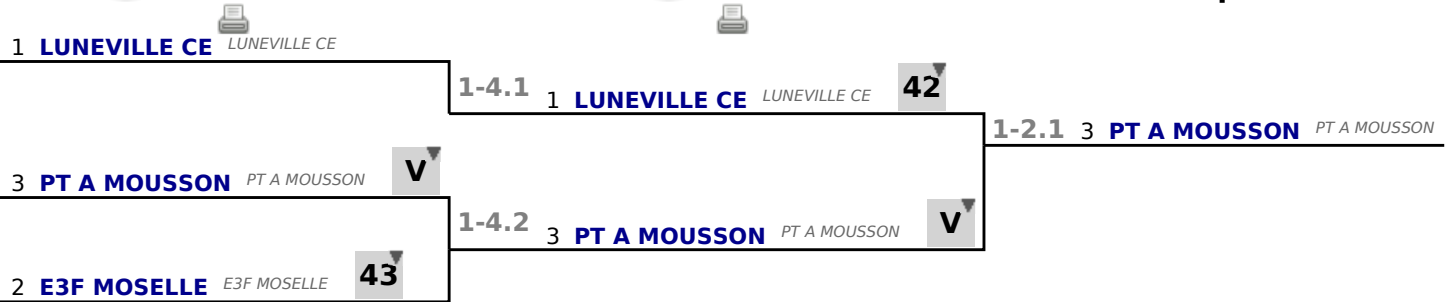 1 LUNEVILLE CE LUNEVILLE CE
1-4.1 1 LUNEVILLE CE LUNEVILLE CE 42
1-2.1 3 PT A MOUSSON PT A MOUSSON
3 PT A MOUSSON PT A MOUSSON V
1-4.2 3 PT A MOUSSON PT A MOUSSON V
2 E3F MOSELLE E3F MOSELLE 43